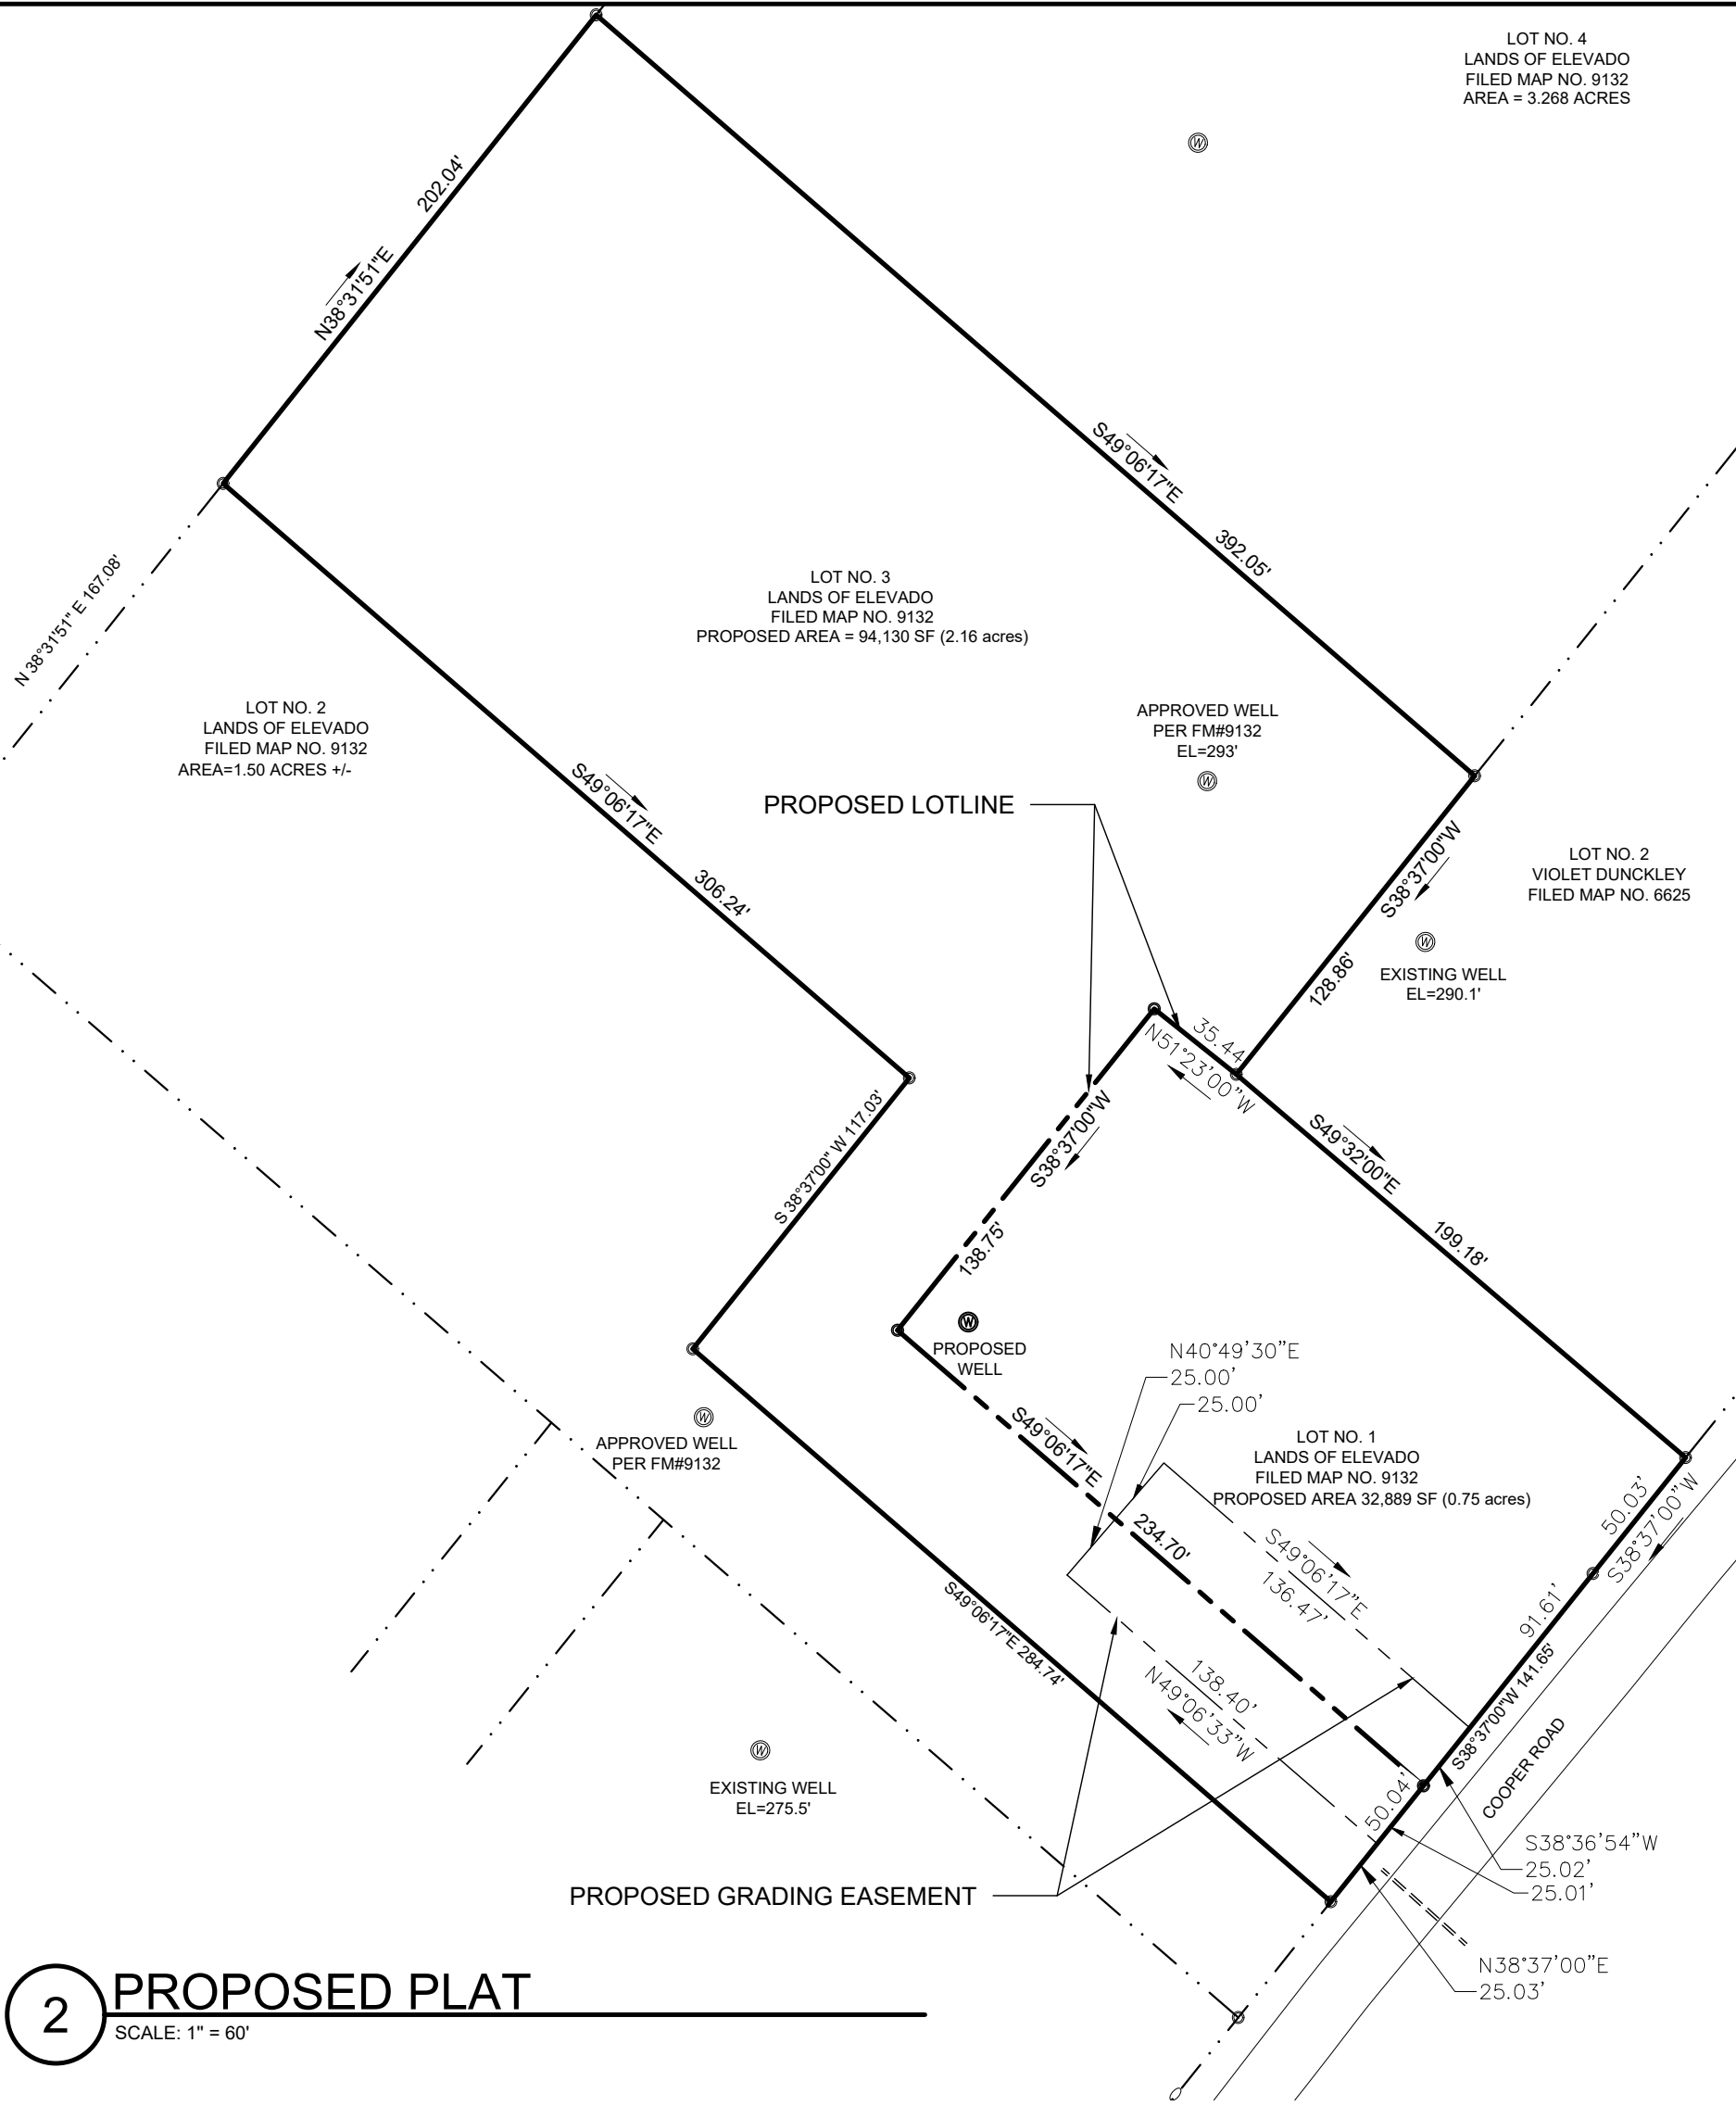 LOT NO. 4
LANDS OF ELEVADO
FILED MAP NO. 9132
AREA = 3.268 ACRES
W
202.04'
N38°31'51"E
S49°06'17"E
392.05'
N 38°31'51" E 167.08'
LOT NO. 3
LANDS OF ELEVADO
FILED MAP NO. 9132
PROPOSED AREA = 94,130 SF (2.16 acres)
LOT NO. 2
LANDS OF ELEVADO
FILED MAP NO. 9132
AREA=1.50 ACRES +/-
APPROVED WELL
PER FM#9132
EL=293'
W
S49°06'17"E
306.24'
PROPOSED LOTLINE
S38°37'00"W
128.86'
LOT NO. 2
VIOLET DUNCKLEY
FILED MAP NO. 6625
W
EXISTING WELL
EL=290.1'
35.44
N51°23'00"W
S38°37'00"W
138.75'
S 38°37'00" W 117.03'
S49°32'00"E
199.18'
W
PROPOSED
WELL
N40°49'30"E
25.00'
25.00'
W
APPROVED WELL
PER FM#9132
S49°06'17"E
234.70'
LOT NO. 1
LANDS OF ELEVADO
FILED MAP NO. 9132
PROPOSED AREA 32,889 SF (0.75 acres)
50.03'
S38°37'00"W
S49°06'17"E
136.47'
91.61'
S38°37'00"W 141.65'
S49°06'17"E 284.74'
138.40'
N49°06'33"W
50.04'
COOPER ROAD
W
EXISTING WELL
EL=275.5'
S38°36'54"W
25.02'
25.01'
PROPOSED GRADING EASEMENT
N38°37'00"E
25.03'
2
PROPOSED PLAT
SCALE: 1" = 60'